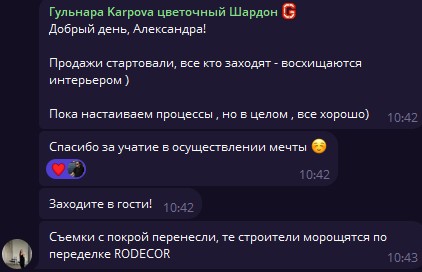 Гульнара Karpova цветочный Шардон G
Добрый день, Александра!
Продажи стартовали, все кто заходят - восхищаются
интерьером )
Пока настаиваем процессы , но в целом , все хорошо)
10:42
Спасибо за учатие в осуществлении мечты ☺️
❤️
10:42
Заходите в гости!
10:42
Съемки с покрой перенесли, те строители морощятся по
переделке RODECOR
10:43